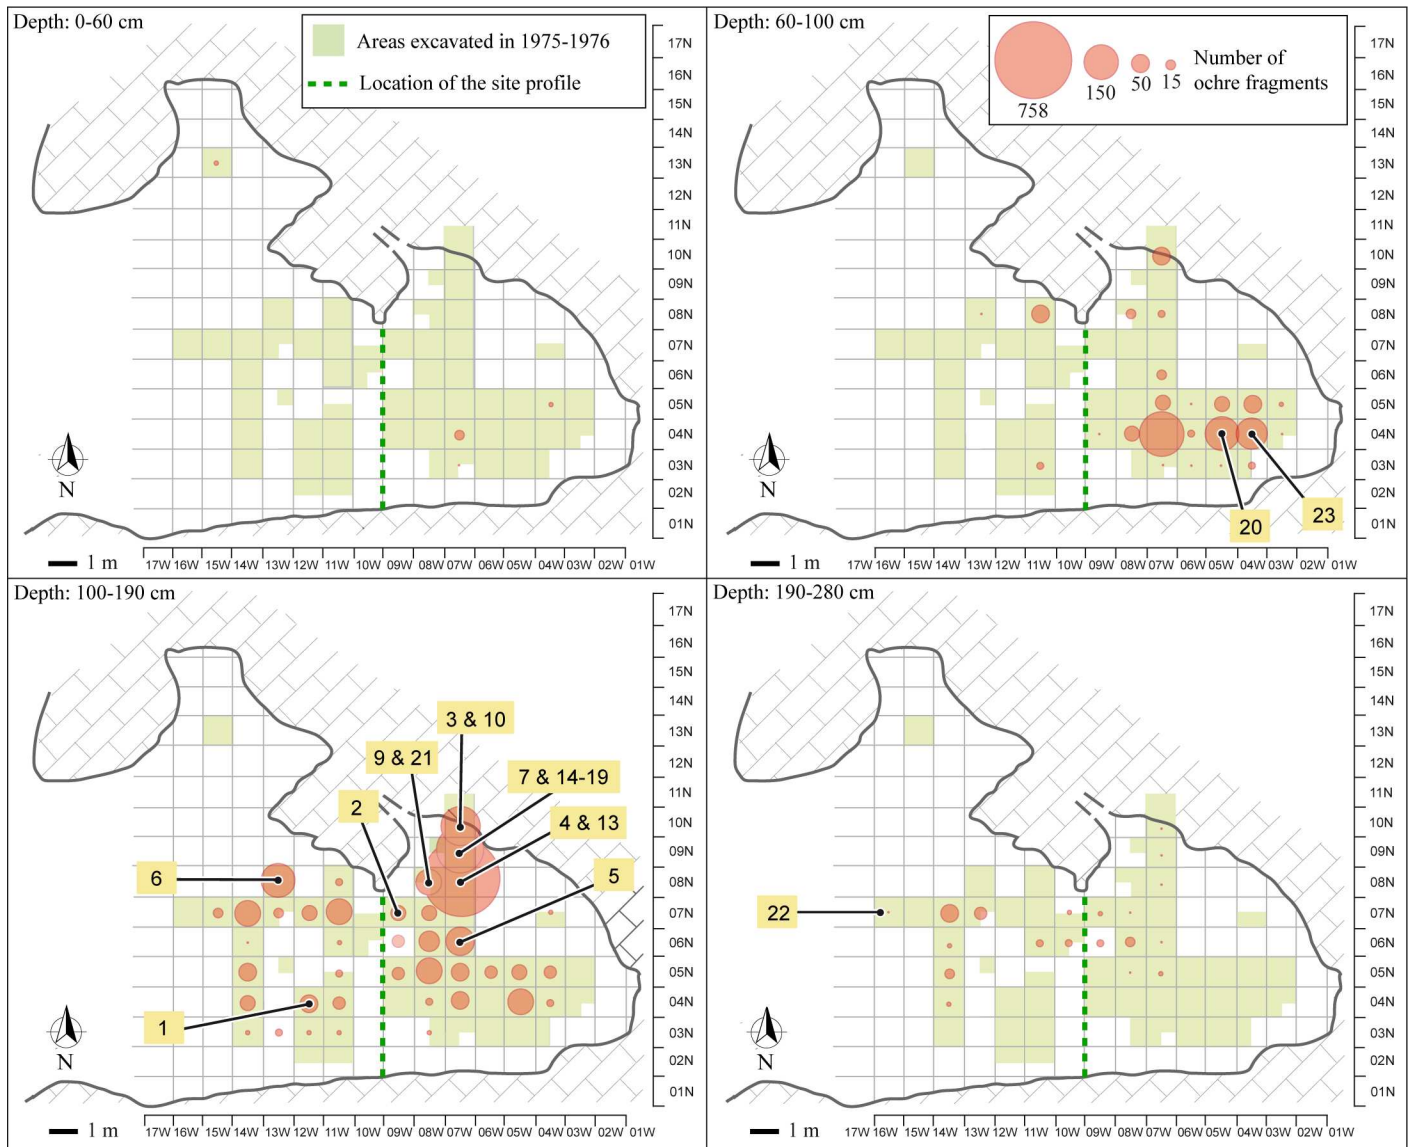 Depth: 0-60 cm
Areas excavated in 1975-1976
Location of the site profile
17N
16N
15N
14N
13N
12N
11N
10N
09N
08N
07N
06N
05N
04N
03N
02N
01N
N
1 m
17W 16W 15W 14W 13W 12W 11W 10W 09W 08W 07W 06W 05W 04W 03W 02W 01W
Depth: 60-100 cm
758
150
50
15
Number of
ochre fragments
17N
16N
15N
14N
13N
12N
11N
10N
09N
08N
07N
06N
05N
04N
03N
02N
01N
20
23
N
1 m
17W 16W 15W 14W 13W 12W 11W 10W 09W 08W 07W 06W 05W 04W 03W 02W 01W
Depth: 100-190 cm
17N
16N
15N
14N
13N
12N
11N
10N
09N
08N
07N
06N
05N
04N
03N
02N
01N
3 & 10
9 & 21
7 & 14-19
2
4 & 13
6
5
1
N
1 m
17W 16W 15W 14W 13W 12W 11W 10W 09W 08W 07W 06W 05W 04W 03W 02W 01W
Depth: 190-280 cm
17N
16N
15N
14N
13N
12N
11N
10N
09N
08N
07N
06N
05N
04N
03N
02N
01N
22
N
1 m
17W 16W 15W 14W 13W 12W 11W 10W 09W 08W 07W 06W 05W 04W 03W 02W 01W